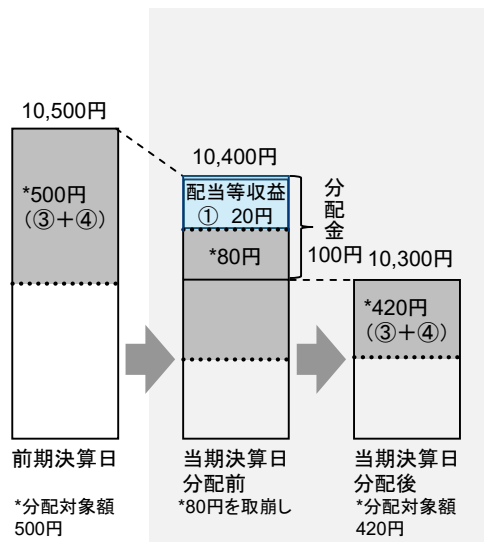 10,500円
*500円
(③+④)
10,400円
配当等収益
① 20円
*80円
分配金
100円
10,300円
*420円
(③+④)
前期決算日
*分配対象額
500円
当期決算日
分配前
*80円を取崩し
当期決算日
分配後
*分配対象額
420円